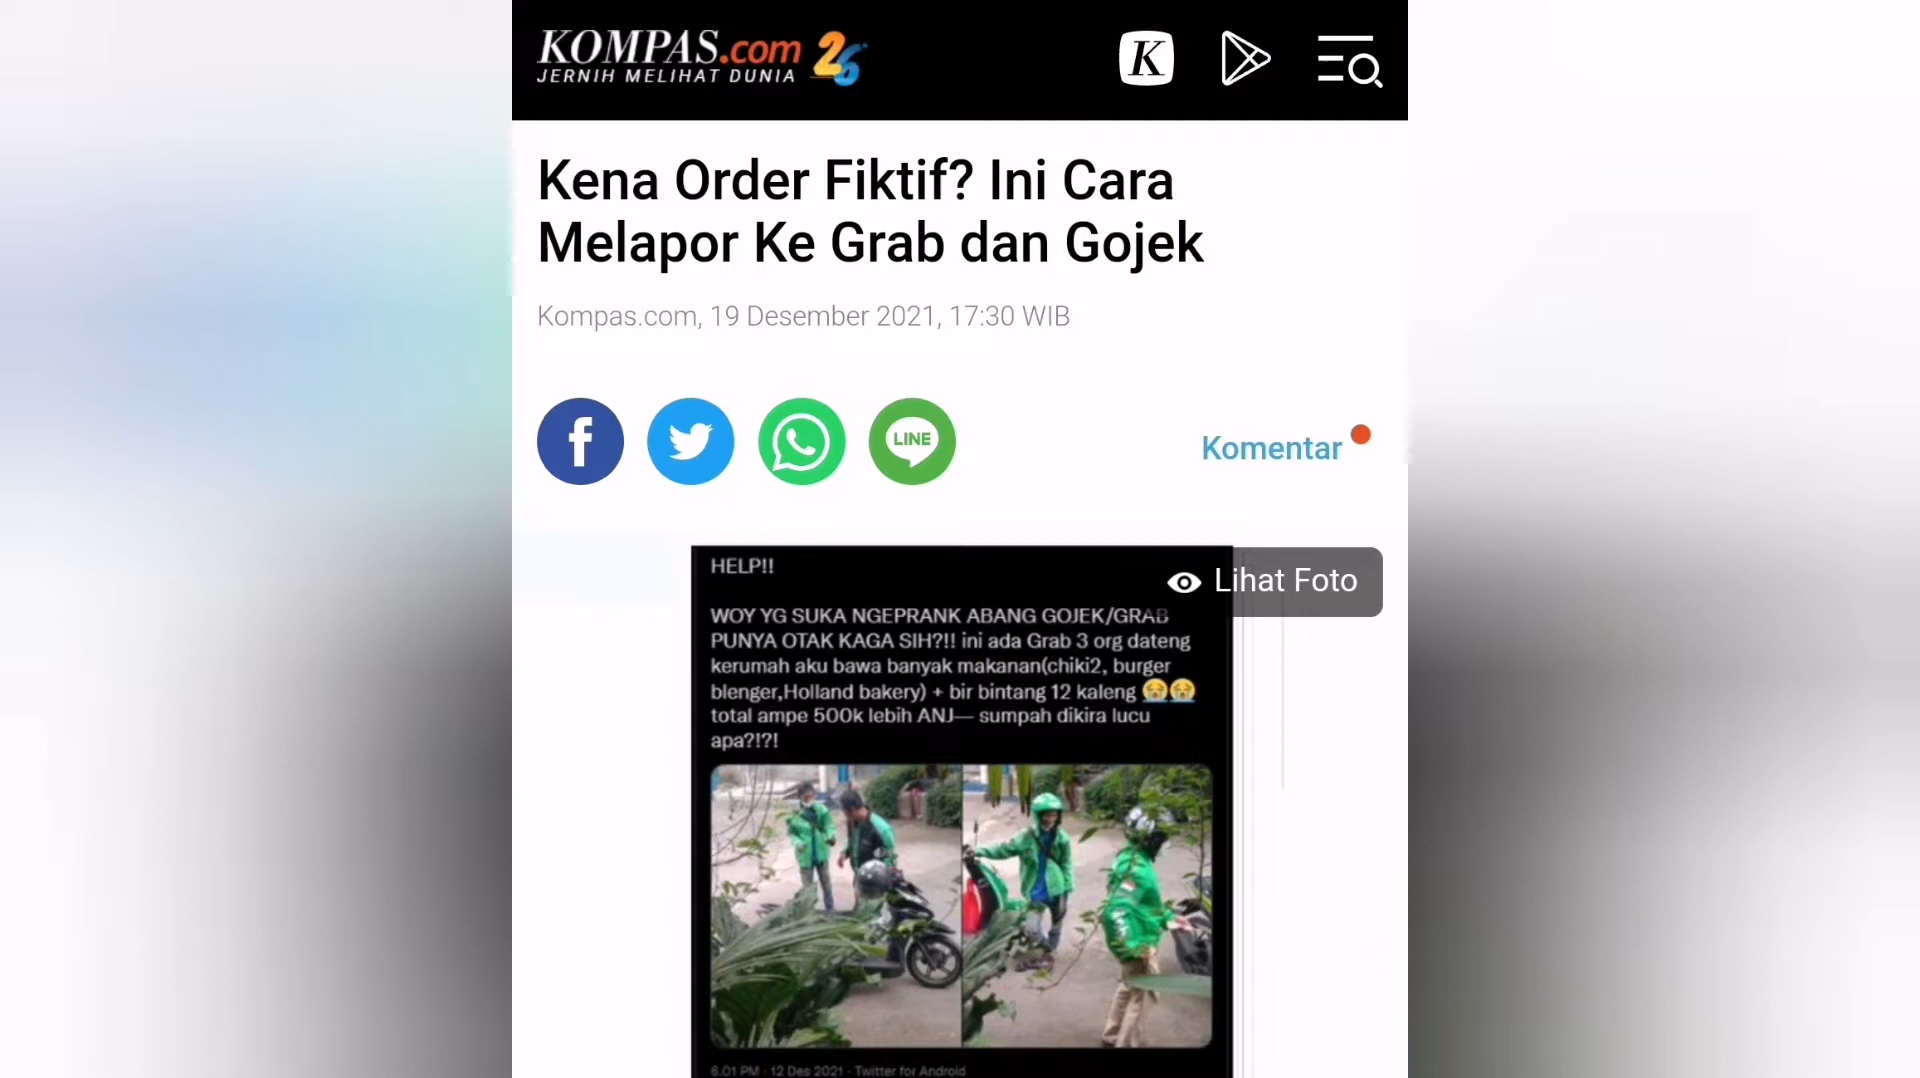 KOMPAS.com 26
JERNIH MELIHAT DUNIA
K
Kena Order Fiktif? Ini Cara
Melapor Ke Grab dan Gojek
Kompas.com, 19 Desember 2021, 17:30 WIB
f
LINE
Komentar
Lihat Foto
HELP!!
WOY YG SUKA NGEPRANK ABANG GOJEK/GRAB
PUNYA OTAK KAGA SIH?!! ini ada Grab 3 org dateng
kerumah aku bawa banyak makanan(chiki2, burger
blenger,Holland bakery) + bir bintang 12 kaleng 😭😭
total ampe 500k lebih ANJ— sumpah dikira lucu
apa?!?!
6.01 PM · 12 Des 2021 · Twitter for Android